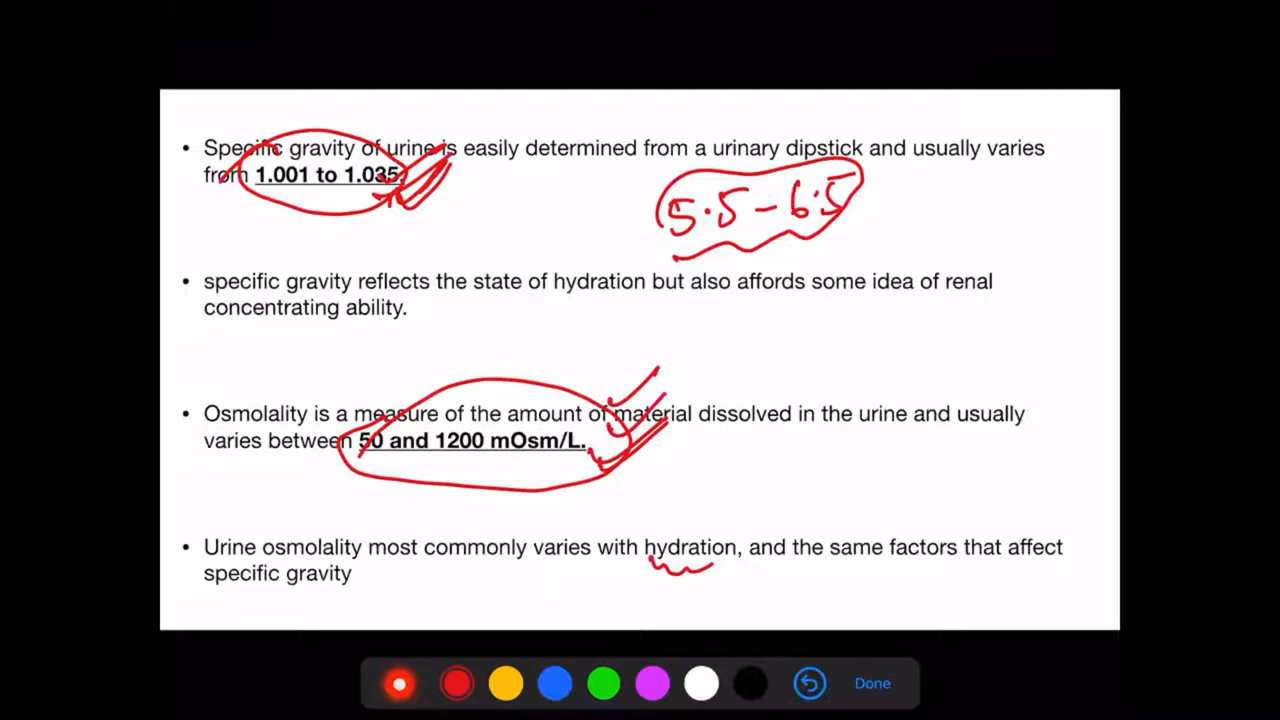 • Specific gravity of urine is easily determined from a urinary dipstick and usually varies
from 1.001 to 1.035.
5.5 - 6.5
• specific gravity reflects the state of hydration but also affords some idea of renal
concentrating ability.
• Osmolality is a measure of the amount of material dissolved in the urine and usually
varies between 50 and 1200 mOsm/L.
• Urine osmolality most commonly varies with hydration, and the same factors that affect
specific gravity
Done